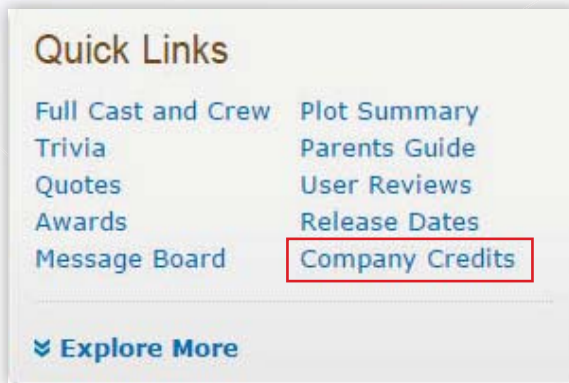 Quick Links
Full Cast and Crew
Trivia
Quotes
Awards
Message Board
Plot Summary
Parents Guide
User Reviews
Release Dates
Company Credits
Explore More